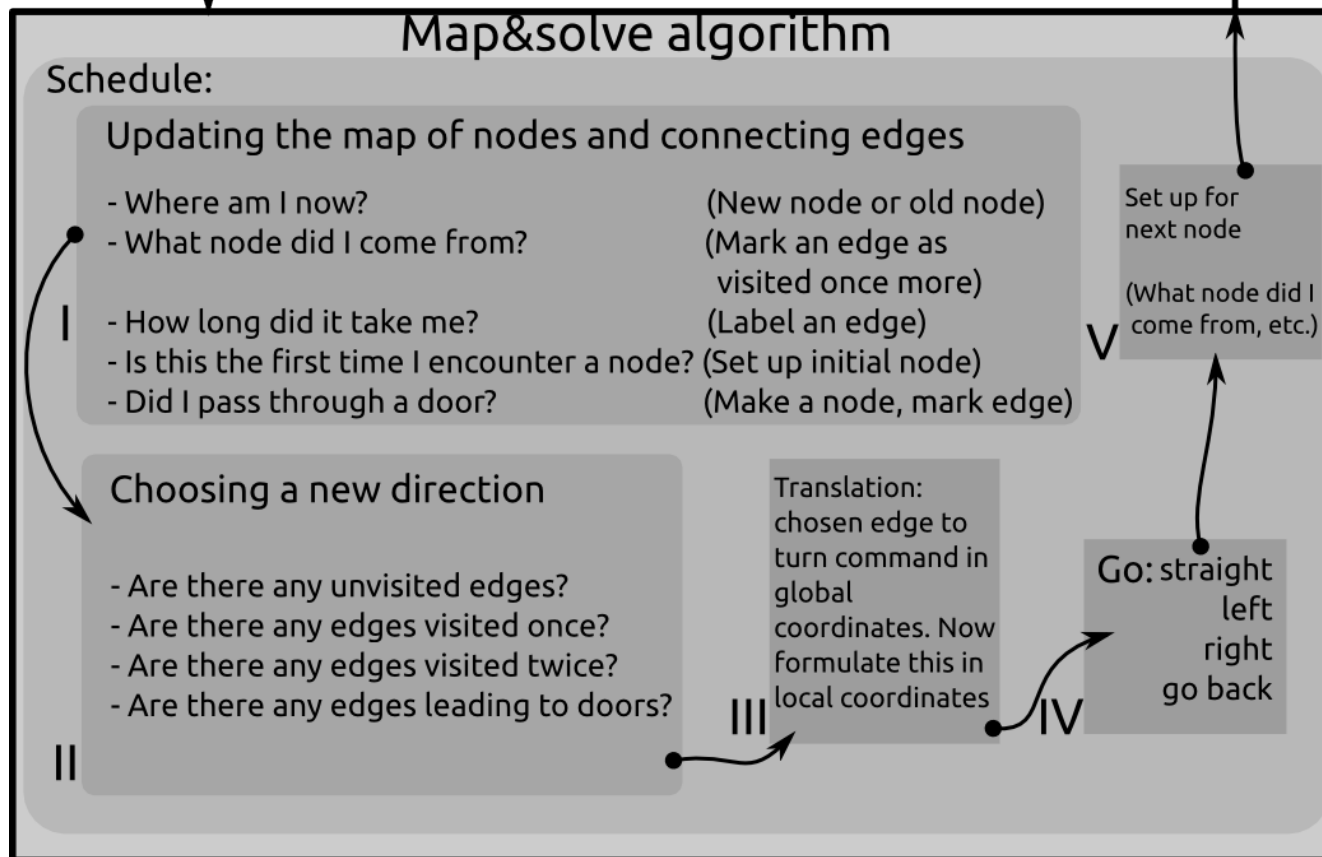 Map&solve algorithm
Schedule:
Updating the map of nodes and connecting edges
- Where am I now? (New node or old node)
- What node did I come from? (Mark an edge as
visited once more)
- How long did it take me? (Label an edge)
- Is this the first time I encounter a node? (Set up initial node)
- Did I pass through a door? (Make a node, mark edge)
I
Choosing a new direction
- Are there any unvisited edges?
- Are there any edges visited once?
- Are there any edges visited twice?
- Are there any edges leading to doors?
II
Translation:
chosen edge to
turn command in
global
coordinates. Now
formulate this in
local coordinates
III
Go: straight
left
right
go back
IV
Set up for
next node
(What node did I
come from, etc.)
V